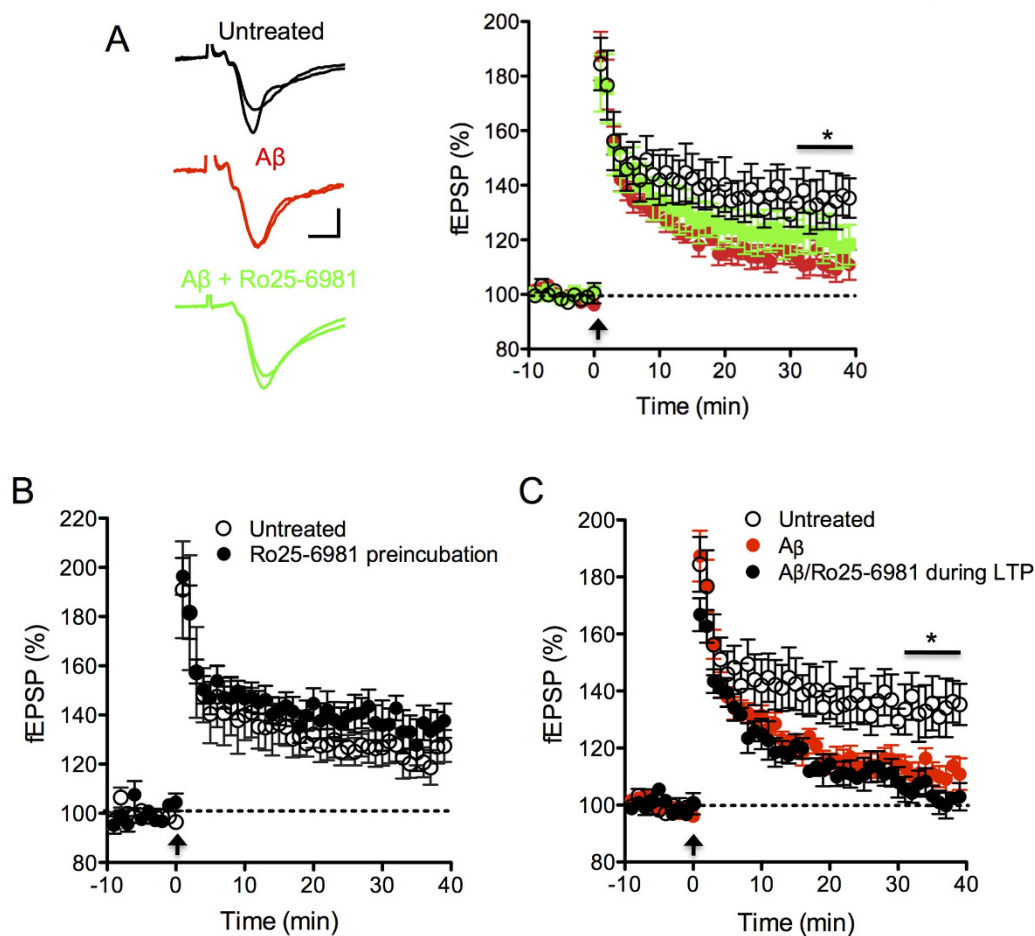 A
Untreated
Aβ
Aβ + Ro25-6981
fEPSP (%)
200
180
160
140
120
100
80
*
-10
0
10
20
30
40
Time (min)
B
fEPSP (%)
220
200
180
160
140
120
100
80
Untreated
Ro25-6981 preincubation
-10
0
10
20
30
40
Time (min)
C
fEPSP (%)
200
180
160
140
120
100
80
Untreated
Aβ
Aβ/Ro25-6981 during LTP
*
-10
0
10
20
30
40
Time (min)